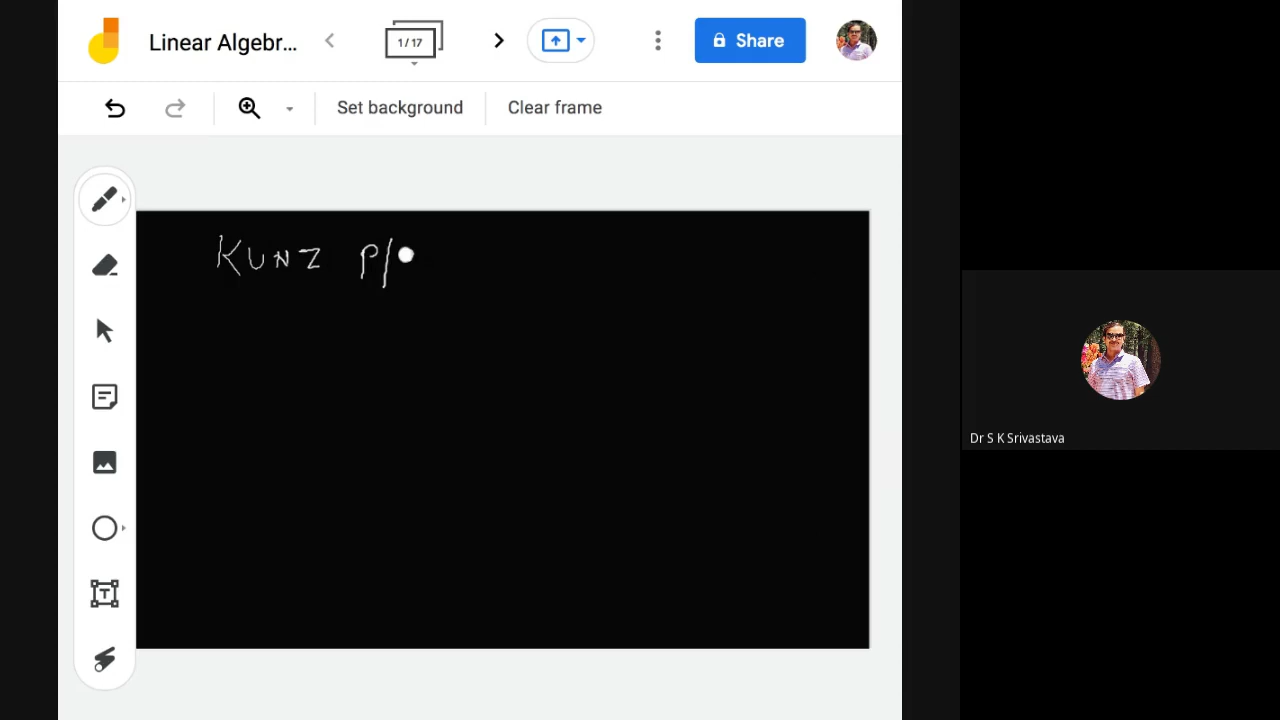 Linear Algebr...
1/17
Share
Set background
Clear frame
KUNZ P/
T
Dr S K Srivastava